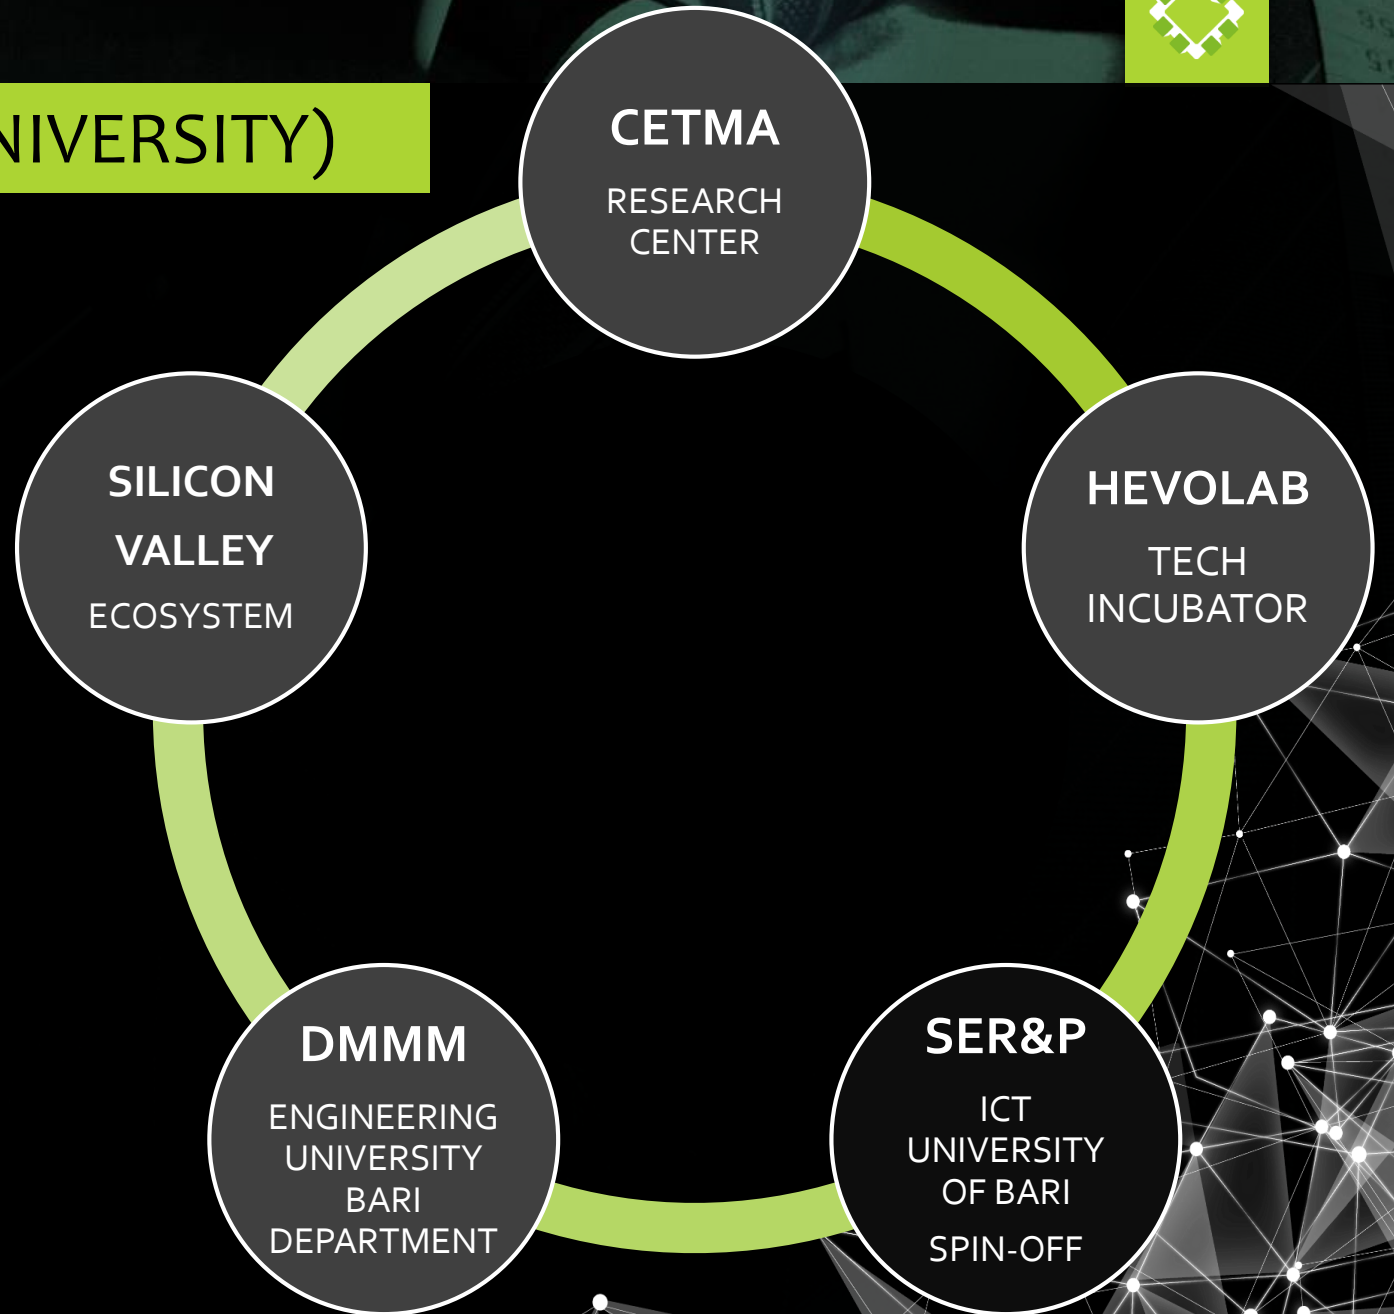 NIVERSITY)
CETMA
RESEARCH
CENTER
HEVOLAB
TECH
INCUBATOR
SER&P
ICT
UNIVERSITY
OF BARI
SPIN-OFF
DMMM
ENGINEERING
UNIVERSITY
BARI
DEPARTMENT
SILICON
VALLEY
ECOSYSTEM